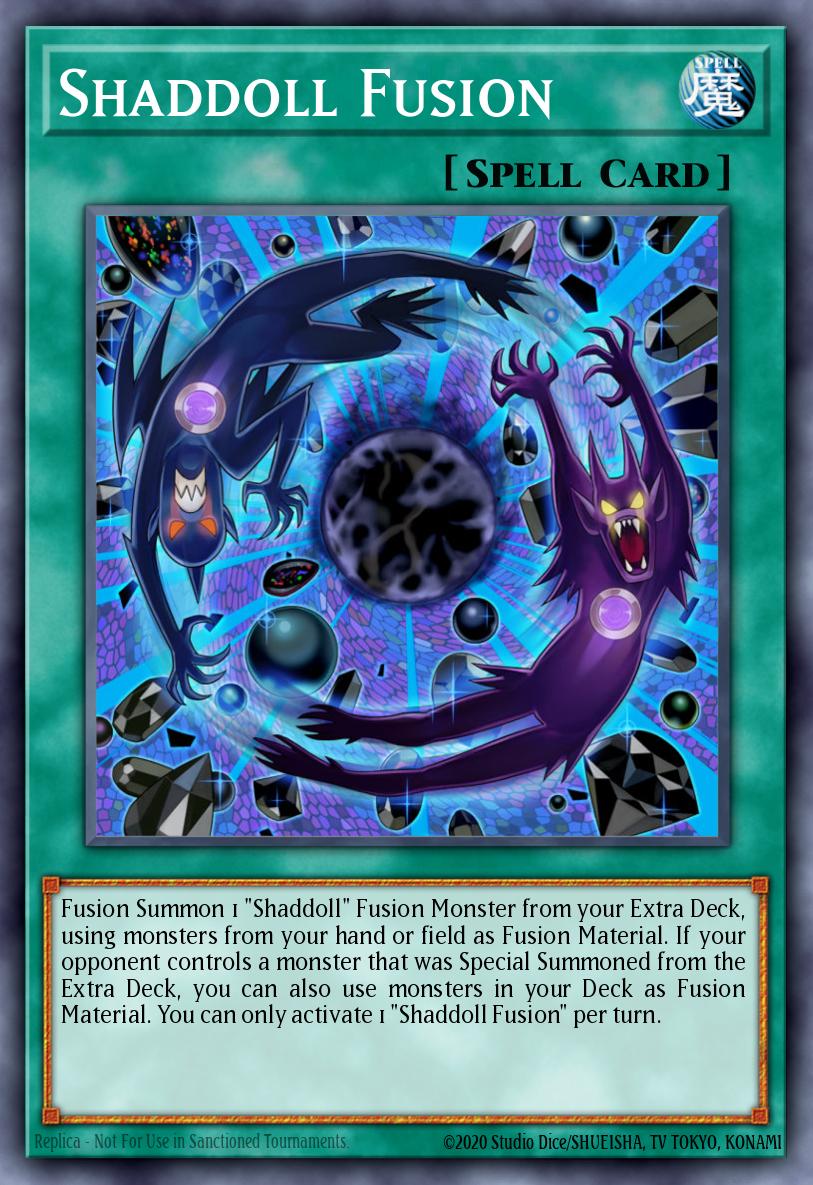 Shaddoll Fusion
SPELL
魔
[ Spell Card ]
Fusion Summon 1 "Shaddoll" Fusion Monster from your Extra Deck,
using monsters from your hand or field as Fusion Material. If your
opponent controls a monster that was Special Summoned from the
Extra Deck, you can also use monsters in your Deck as Fusion
Material. You can only activate 1 "Shaddoll Fusion" per turn.
Replica - Not For Use in Sanctioned Tournaments.
©2020 Studio Dice/SHUEISHA, TV TOKYO, KONAMI